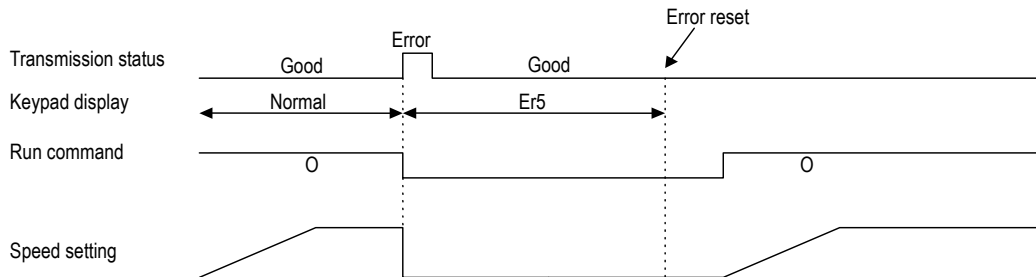 Error reset
Error
Transmission status
Good
Good
Keypad display
Normal
Er5
Run command
O
O
Speed setting